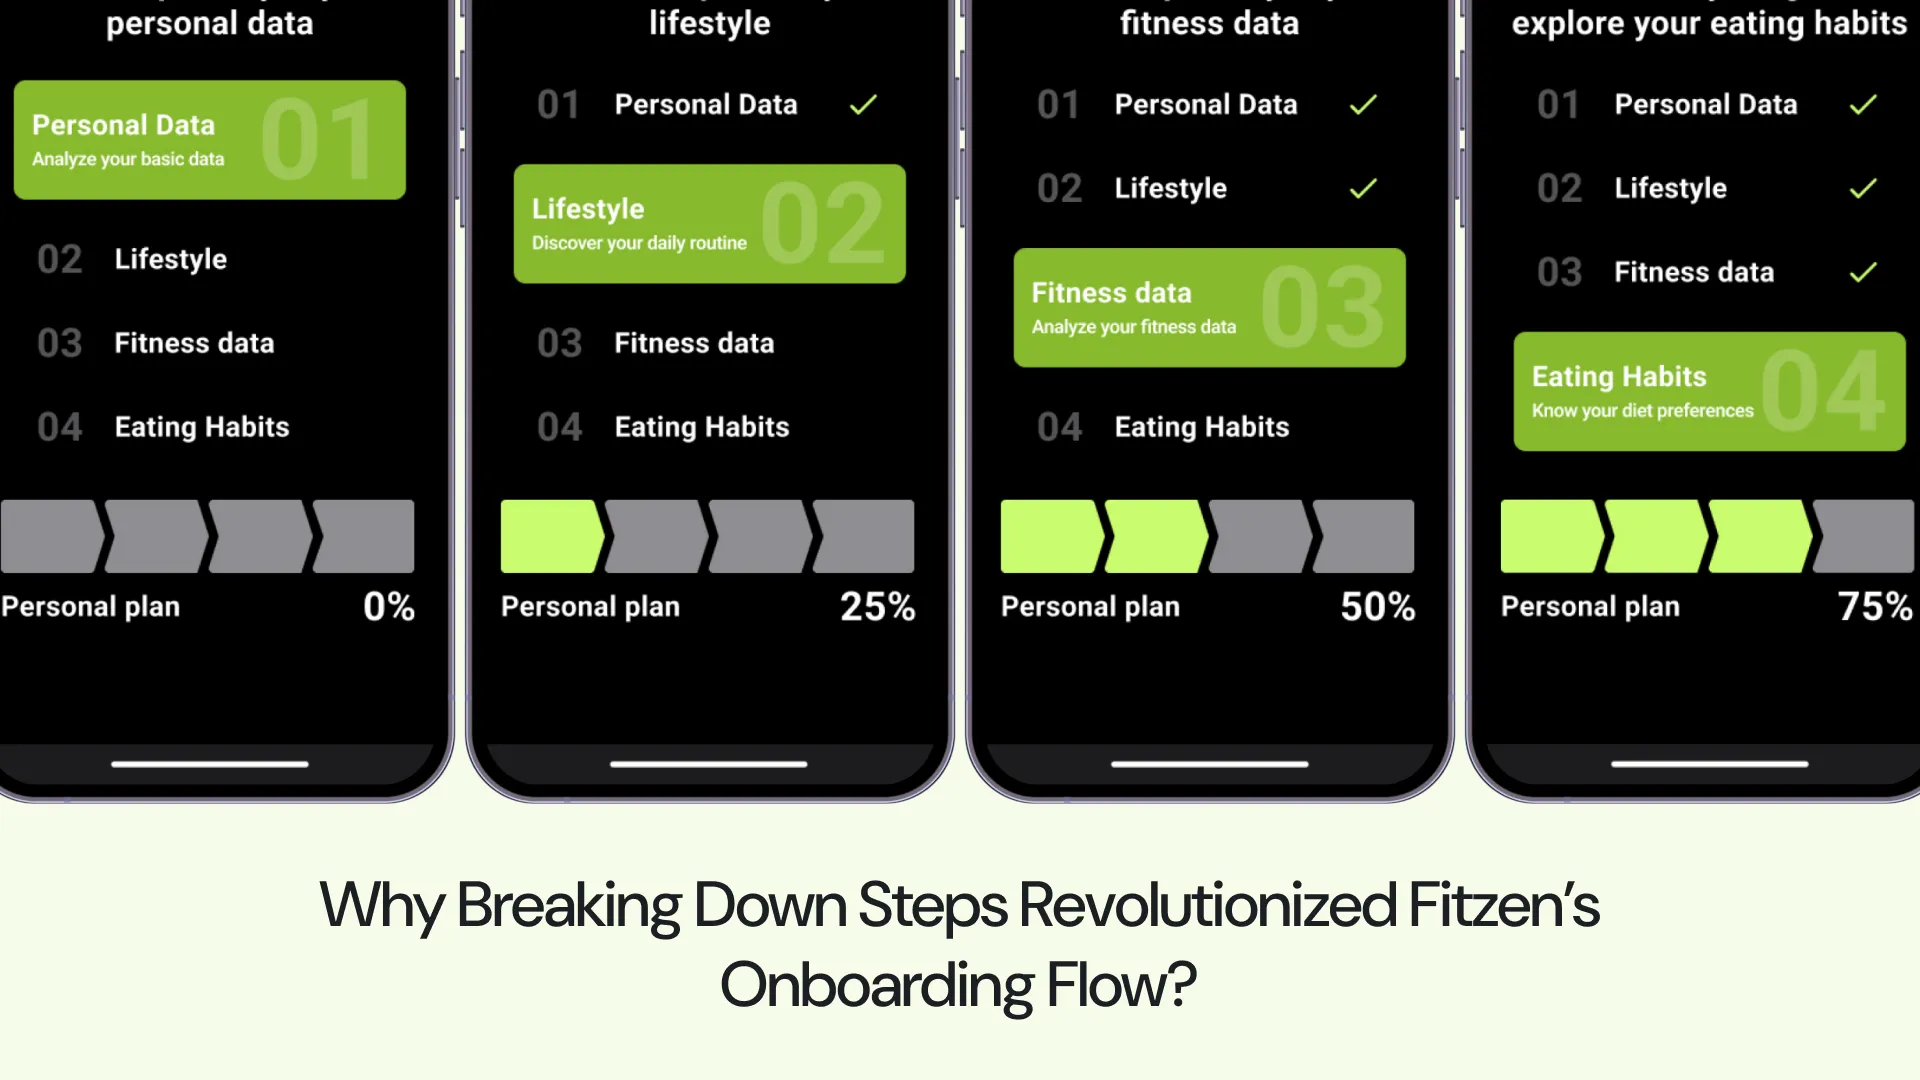 personal data
Personal Data
Analyze your basic data
01
02 Lifestyle
03 Fitness data
04 Eating Habits
Personal plan 0%
lifestyle
01 Personal Data
Lifestyle
Discover your daily routine
02
03 Fitness data
04 Eating Habits
Personal plan 25%
fitness data
01 Personal Data
02 Lifestyle
Fitness data
Analyze your fitness data
03
04 Eating Habits
Personal plan 50%
explore your eating habits
01 Personal Data
02 Lifestyle
03 Fitness data
Eating Habits
Know your diet preferences
04
Personal plan 75%
Why Breaking Down Steps Revolutionized Fitzen’s
Onboarding Flow?